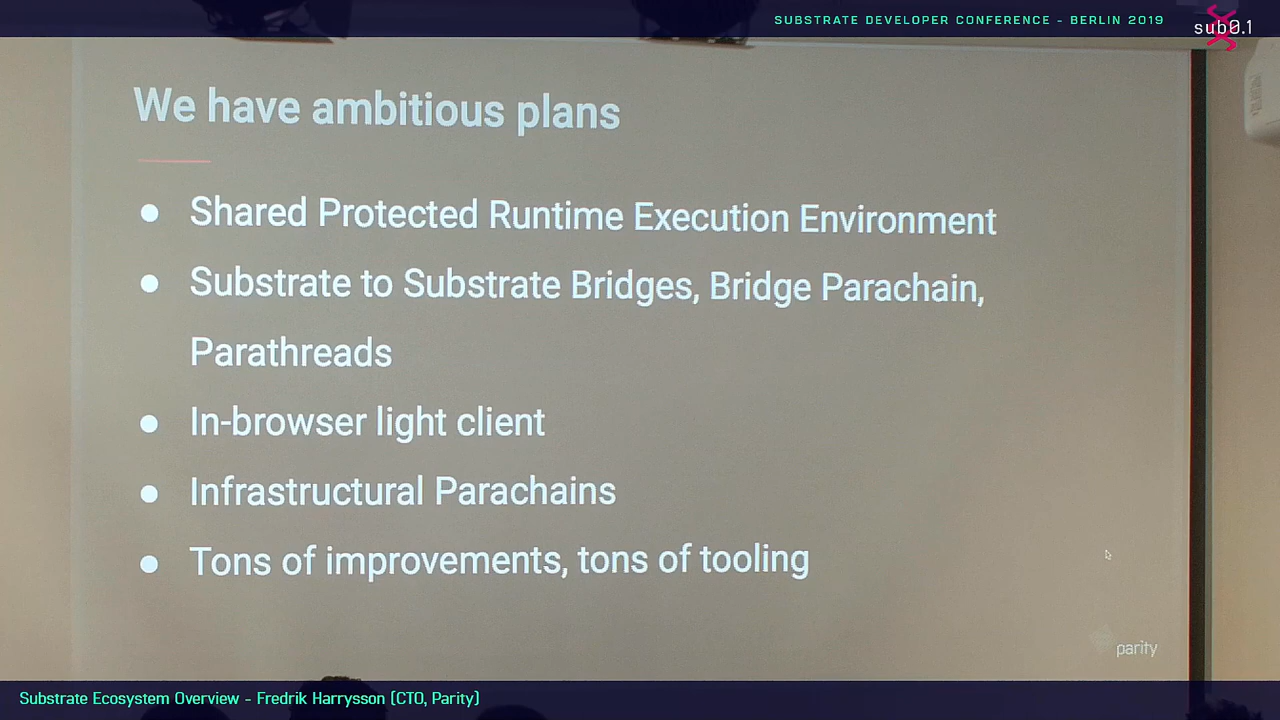 SUBSTRATE DEVELOPER CONFERENCE - BERLIN 2019
sub0.1
We have ambitious plans
● Shared Protected Runtime Execution Environment
● Substrate to Substrate Bridges, Bridge Parachain,
Parathreads
● In-browser light client
● Infrastructural Parachains
● Tons of improvements, tons of tooling
parity
Substrate Ecosystem Overview - Fredrik Harrysson (CTO, Parity)